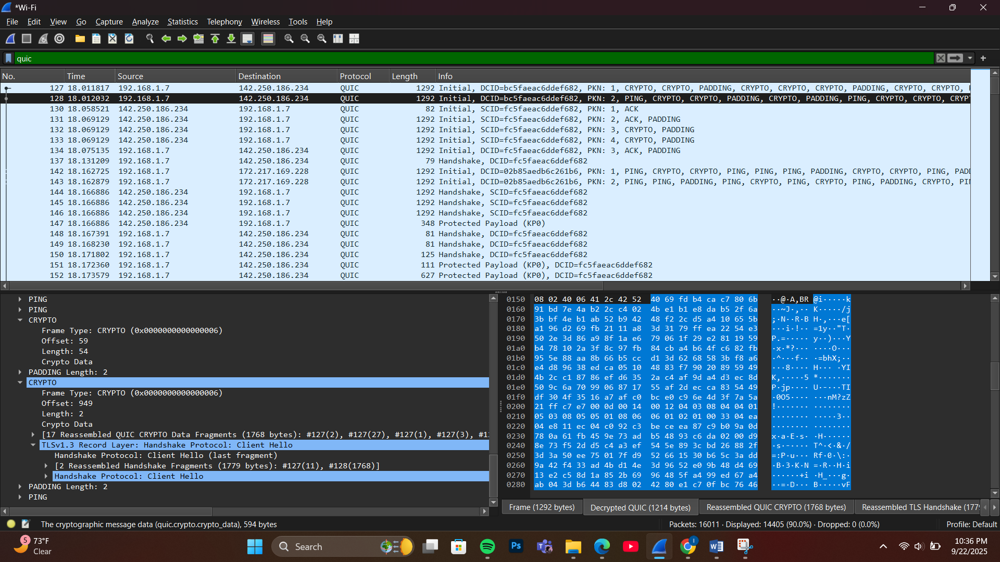 *Wi-Fi
File Edit View Go Capture Analyze Statistics Telephony Wireless Tools Help
quic
No. Time Source Destination Protocol Length Info
127 18.011817 192.168.1.7 142.250.186.234 QUIC 1292 Initial, DCID=bc5faeac6ddef682, PKN: 1, CRYPTO, CRYPTO, PADDING, CRYPTO, CRYPTO, CRYPTO, PADDING, CRYPTO, CRYPTO,
128 18.012032 192.168.1.7 142.250.186.234 QUIC 1292 Initial, DCID=bc5faeac6ddef682, PKN: 2, PING, CRYPTO, CRYPTO, PADDING, CRYPTO, PADDING, PING, CRYPTO, CRYPTO, CRYPT
130 18.058521 142.250.186.234 192.168.1.7 QUIC 82 Initial, SCID=fc5faeac6ddef682, PKN: 1, ACK
131 18.069129 142.250.186.234 192.168.1.7 QUIC 1292 Initial, SCID=fc5faeac6ddef682, PKN: 2, ACK, PADDING
132 18.069129 142.250.186.234 192.168.1.7 QUIC 1292 Initial, SCID=fc5faeac6ddef682, PKN: 3, CRYPTO, PADDING
133 18.069129 142.250.186.234 192.168.1.7 QUIC 1292 Initial, SCID=fc5faeac6ddef682, PKN: 4, CRYPTO, PADDING
134 18.075135 192.168.1.7 142.250.186.234 QUIC 1292 Initial, DCID=fc5faeac6ddef682, PKN: 3, ACK, PADDING
137 18.131209 192.168.1.7 142.250.186.234 QUIC 79 Handshake, DCID=fc5faeac6ddef682
142 18.162725 192.168.1.7 172.217.169.228 QUIC 1292 Initial, DCID=02b85aedb6c261b6, PKN: 1, PING, CRYPTO, CRYPTO, PING, PING, PING, PADDING, CRYPTO, CRYPTO, PING, PADD
143 18.162879 192.168.1.7 172.217.169.228 QUIC 1292 Initial, DCID=02b85aedb6c261b6, PKN: 2, PING, PING, PADDING, PING, CRYPTO, PING, CRYPTO, PING, PADDING, CRYPTO, PIN
144 18.166886 142.250.186.234 192.168.1.7 QUIC 1292 Handshake, SCID=fc5faeac6ddef682
145 18.166886 142.250.186.234 192.168.1.7 QUIC 1292 Handshake, SCID=fc5faeac6ddef682
146 18.166886 142.250.186.234 192.168.1.7 QUIC 1292 Handshake, SCID=fc5faeac6ddef682
147 18.166886 142.250.186.234 192.168.1.7 QUIC 348 Protected Payload (KP0)
148 18.167391 192.168.1.7 142.250.186.234 QUIC 81 Handshake, DCID=fc5faeac6ddef682
149 18.168230 192.168.1.7 142.250.186.234 QUIC 81 Handshake, DCID=fc5faeac6ddef682
150 18.171802 192.168.1.7 142.250.186.234 QUIC 125 Handshake, DCID=fc5faeac6ddef682
151 18.172360 192.168.1.7 142.250.186.234 QUIC 111 Protected Payload (KP0), DCID=fc5faeac6ddef682
152 18.173579 192.168.1.7 142.250.186.234 QUIC 627 Protected Payload (KP0), DCID=fc5faeac6ddef682
PING
PING
CRYPTO
Frame Type: CRYPTO (0x0000000000000006)
Offset: 59
Length: 54
Crypto Data
PADDING Length: 2
CRYPTO
Frame Type: CRYPTO (0x0000000000000006)
Offset: 949
Length: 2
Crypto Data
[17 Reassembled QUIC CRYPTO Data Fragments (1768 bytes): #127(2), #127(27), #127(1), #127(3), #1
TLSv1.3 Record Layer: Handshake Protocol: Client Hello
Handshake Protocol: Client Hello (last fragment)
[2 Reassembled Handshake Fragments (1779 bytes): #127(11), #128(1768)]
Handshake Protocol: Client Hello
PADDING Length: 2
PING
0150 08 02 40 06 41 2c 42 52 40 69 fd b4 ca c7 80 6b ··@·A,BR @i·····k
0160 91 bd 7e 4a b2 2c c4 02 4b e1 b1 e8 da b5 2f 6a ··~J·,·· K·····/j
0170 3b bf 4e b1 ab 52 b9 42 48 f2 2c d5 a4 10 65 5b ;·N··R·B H·,···e[
0180 a1 96 d2 69 fb 21 11 a8 3d 31 79 ff ea 22 54 e3 ···i·!·· =1y··"T·
0190 50 2e 3d 86 a9 8f 1a e6 79 06 1f 29 e2 81 19 59 P.=····· y··)···Y
01a0 b4 78 10 2a 3f 8c 97 fb 84 cb a4 b6 4f c6 82 fb ·x·*?··· ····O···
01b0 95 5e 88 aa 8b 66 b5 cc d1 3d 62 68 58 3b f8 a6 ·^···f·· ·=bhX;··
01c0 e4 d8 96 38 ed ca 05 10 48 83 f7 90 20 89 59 49 ···8···· H··· ·YI
01d0 4b 2c c1 87 86 ef d6 35 2a c4 af 9d a4 d3 ec 8d K,·····5 *·······
01e0 50 9c 6a 70 99 06 87 17 55 af 2d ec ca 83 54 49 P·jp···· U·-···TI
01f0 df 30 4f 35 16 a7 af c0 bc e0 c9 6e 4d 3f 7a 5a ·0O5···· ···nM?zZ
0200 21 ff c7 e7 00 0d 00 14 00 12 04 03 08 04 04 01 !······· ········
0210 05 03 08 05 05 01 08 06 06 01 02 01 00 33 04 ea ········ ·····3··
0220 04 e8 11 ec 04 c0 92 c3 be ce ea 87 c9 b9 0a 0d ········ ········
0230 78 0a 61 fb 45 9e 73 ad b5 48 93 c6 da 02 00 d9 x·a·E·s· ·H······
0240 8e 73 f5 2d d5 c4 a3 ef 54 5e 89 3c bd 26 88 2f ·s·-···· T^·<·&·/
0250 3d 3a 50 ee 75 01 7f d9 52 66 15 30 b6 5c 3a dd =:P·u··· Rf·0·\:·
0260 9a 42 f4 33 ad 4b d1 4e 3d 96 52 e0 9b 48 d4 69 ·B·3·K·N =·R··H·i
0270 13 e2 c5 8d 1a 85 2b 69 96 48 5f a4 99 ed 67 a4 ······+i ·H_···g·
0280 ab 04 3d b6 44 83 d8 02 42 80 e1 c7 0f bc 76 46 ··=·D··· B·····vF
Frame (1292 bytes) Decrypted QUIC (1214 bytes) Reassembled QUIC CRYPTO (1768 bytes) Reassembled TLS Handshake (177
The cryptographic message data (quic.crypto.crypto_data), 594 bytes Packets: 16011 · Displayed: 14405 (90.0%) · Dropped: 0 (0.0%) Profile: Default
5 73°F
Clear
Search
Ps
10:36 PM
9/22/2025